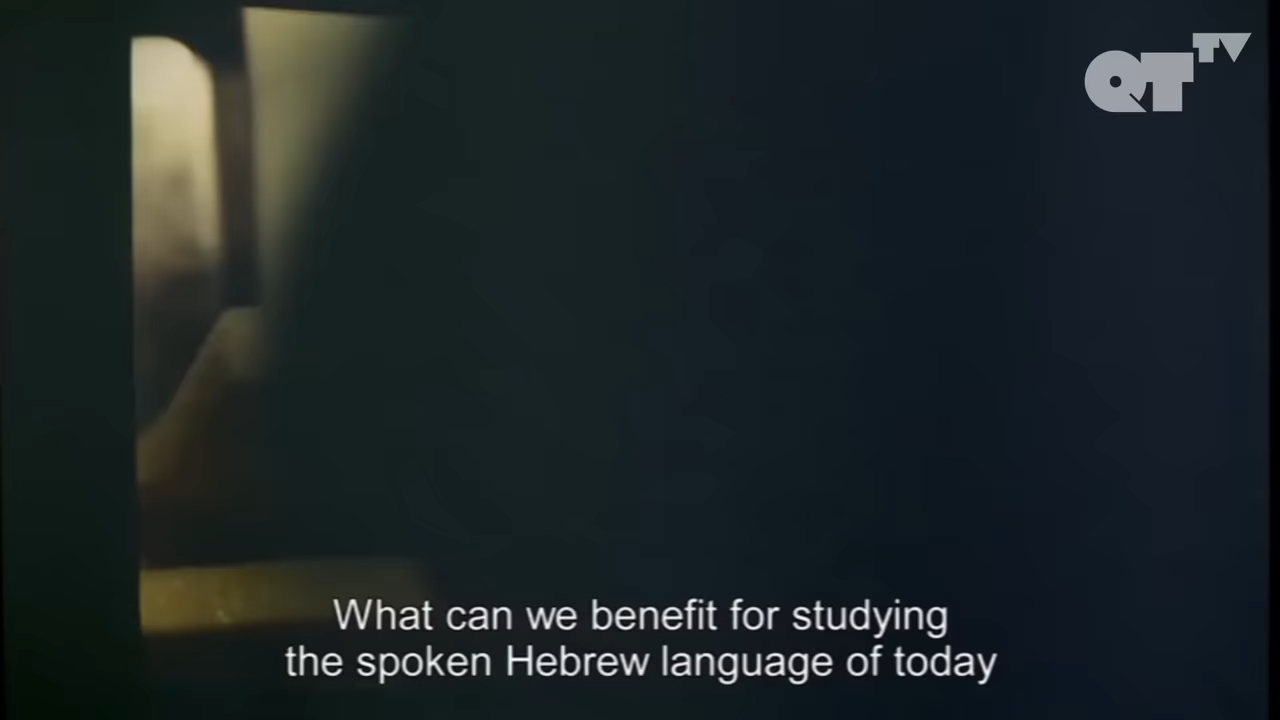 QT TV
What can we benefit for studying
the spoken Hebrew language of today